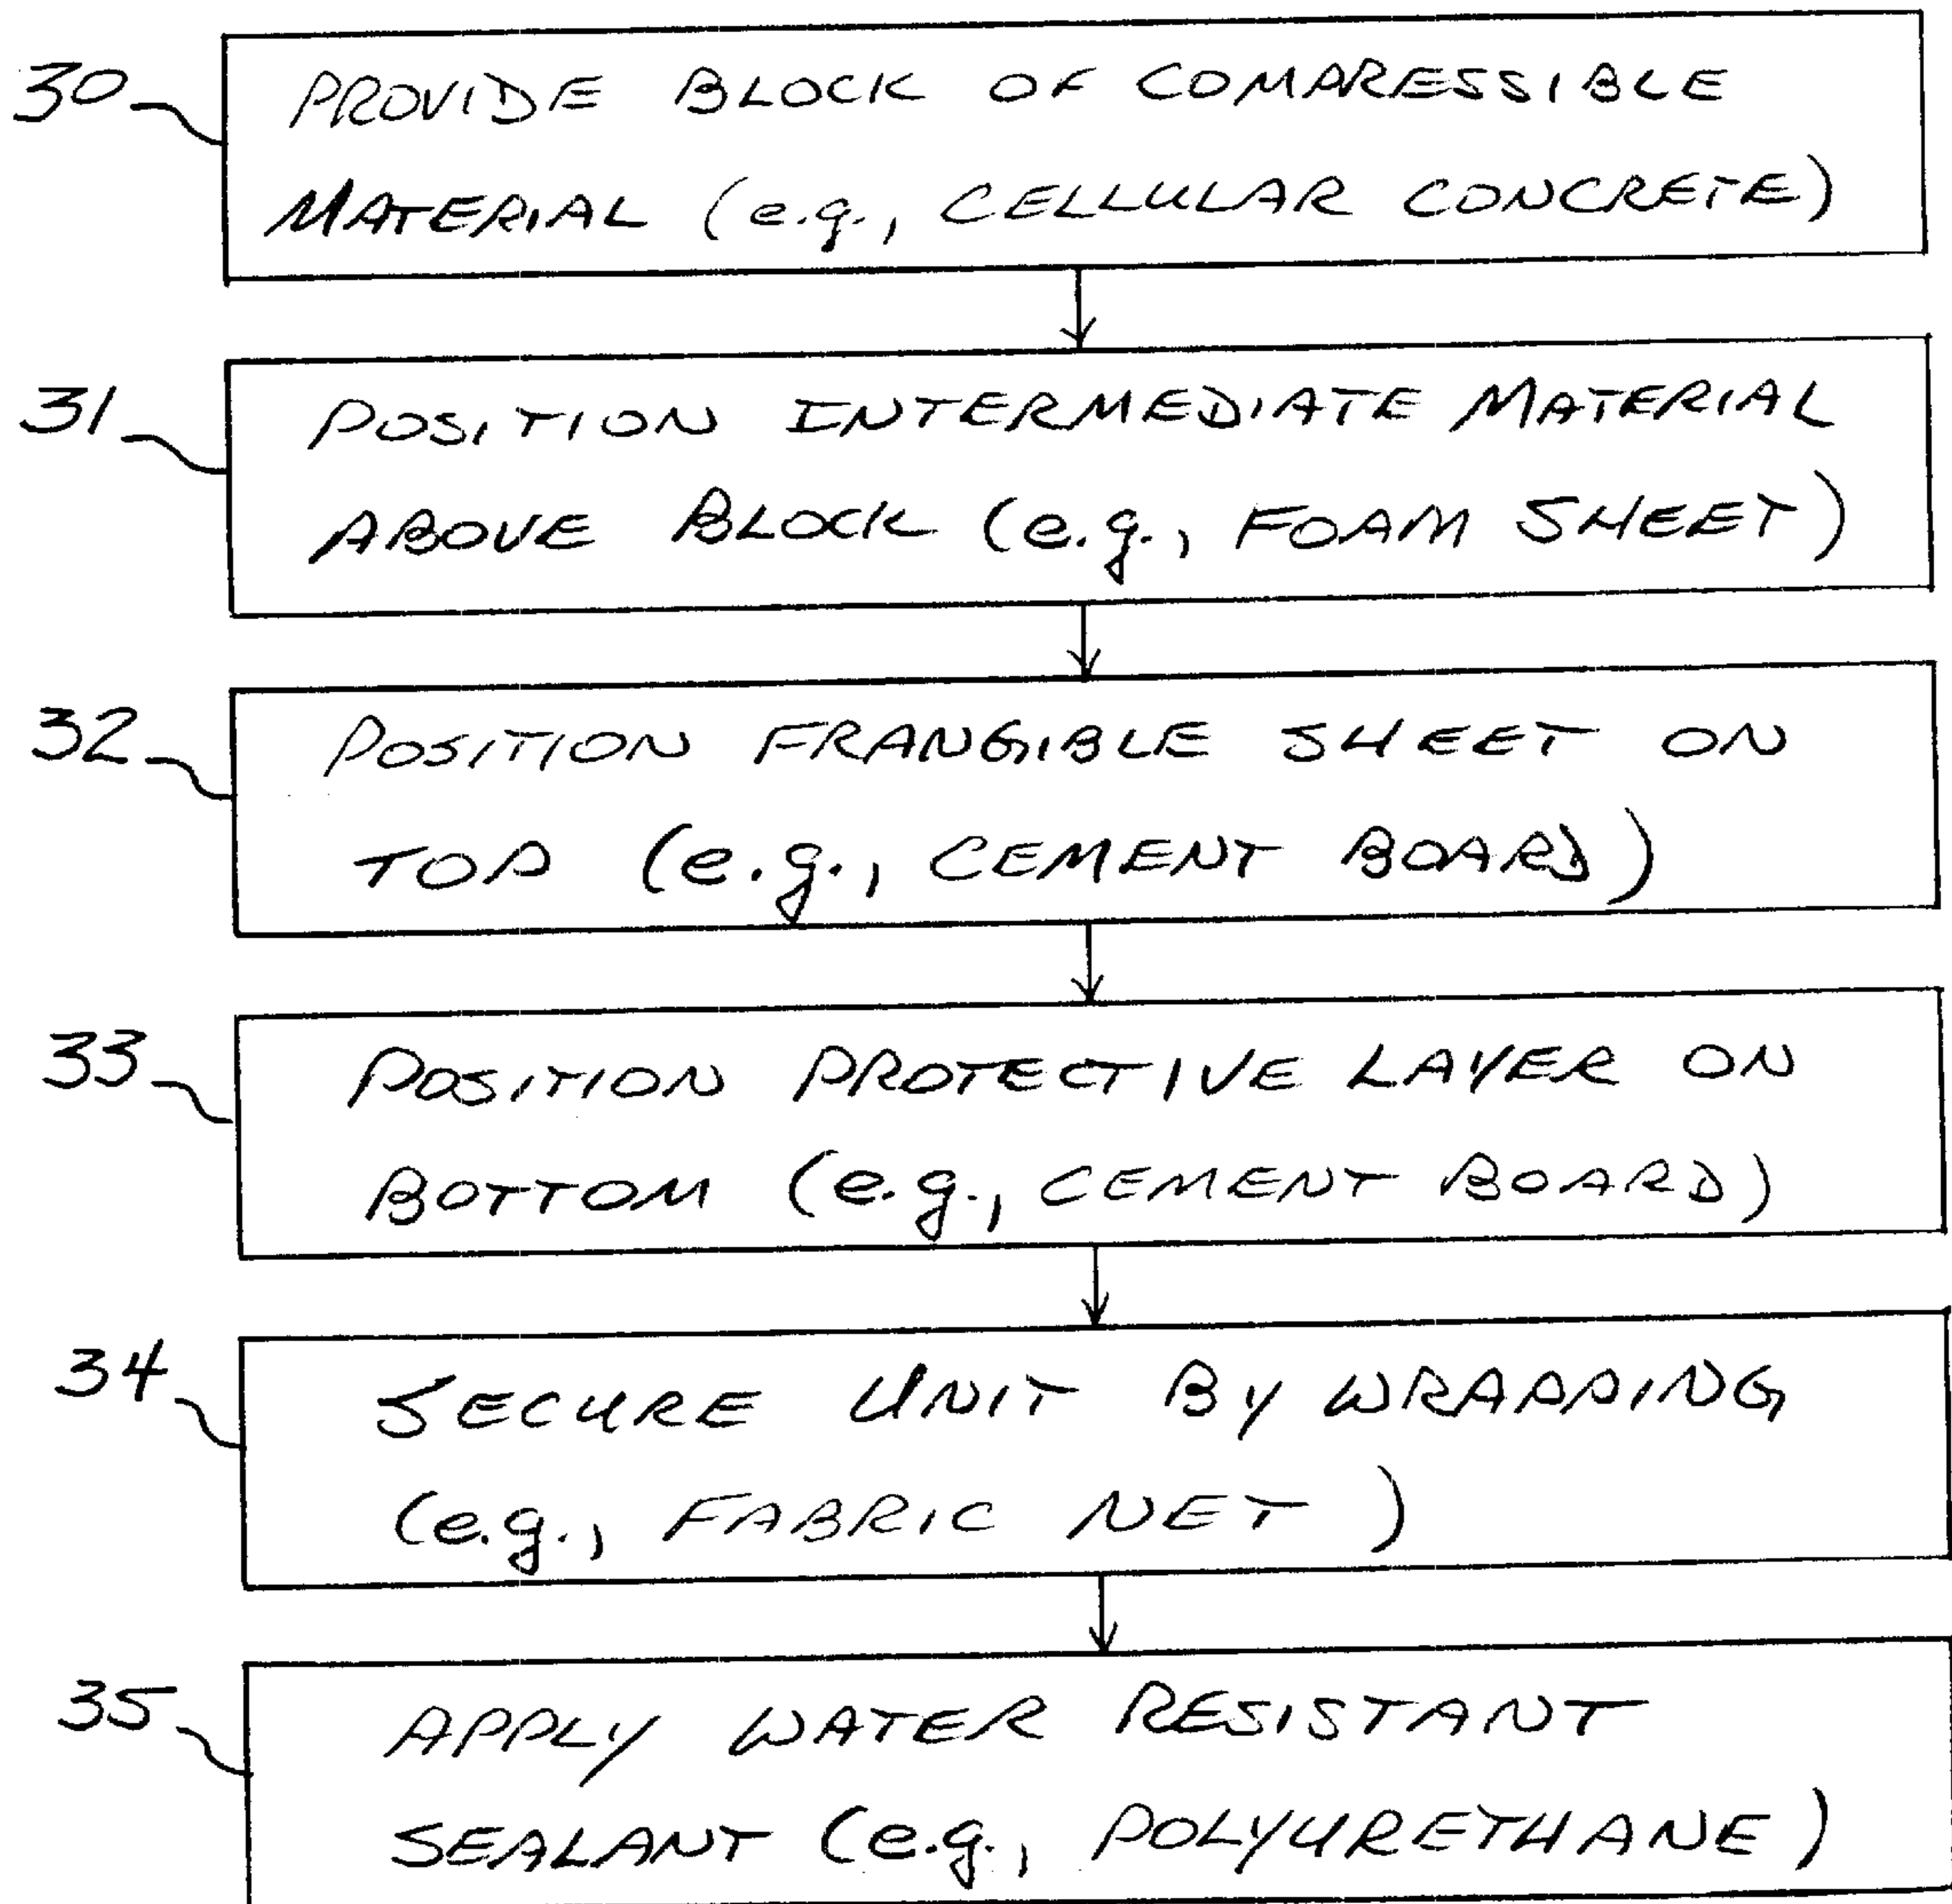 30 PROVIDE BLOCK OF COMPRESSIBLE
MATERIAL (e.g., CELLULAR CONCRETE)
31 POSITION INTERMEDIATE MATERIAL
ABOVE BLOCK (e.g., FOAM SHEET)
32 POSITION FRANGIBLE SHEET ON
TOP (e.g., CEMENT BOARD)
33 POSITION PROTECTIVE LAYER ON
BOTTOM (e.g., CEMENT BOARD)
34 SECURE UNIT BY WRAPPING
(e.g., FABRIC NET)
35 APPLY WATER RESISTANT
SEALANT (e.g., POLYURETHANE)